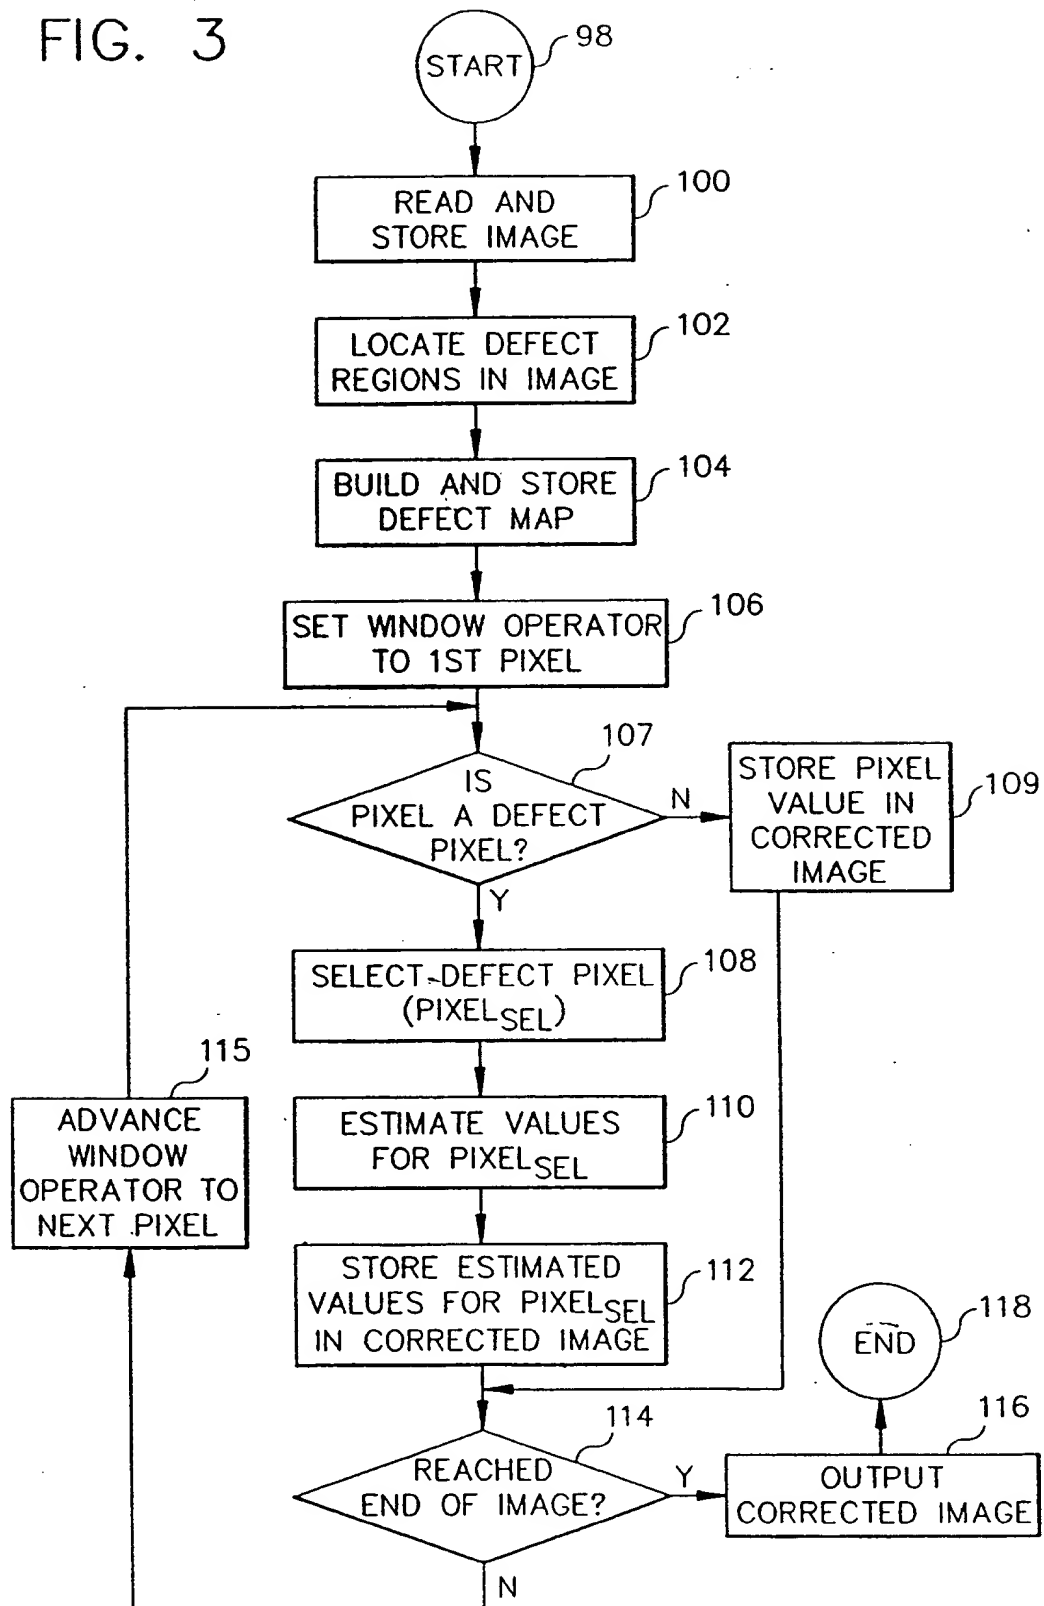 FIG. 3
START
98
READ AND
STORE IMAGE
100
LOCATE DEFECT
REGIONS IN IMAGE
102
BUILD AND STORE
DEFECT MAP
104
SET WINDOW OPERATOR
TO 1ST PIXEL
106
IS
PIXEL A DEFECT
PIXEL?
107
N
Y
STORE PIXEL
VALUE IN
CORRECTED
IMAGE
109
SELECT DEFECT PIXEL
(PIXELSEL)
108
ESTIMATE VALUES
FOR PIXELSEL
110
STORE ESTIMATED
VALUES FOR PIXELSEL
IN CORRECTED IMAGE
112
REACHED
END OF IMAGE?
114
Y
N
ADVANCE
WINDOW
OPERATOR TO
NEXT PIXEL
115
OUTPUT
CORRECTED IMAGE
116
END
118